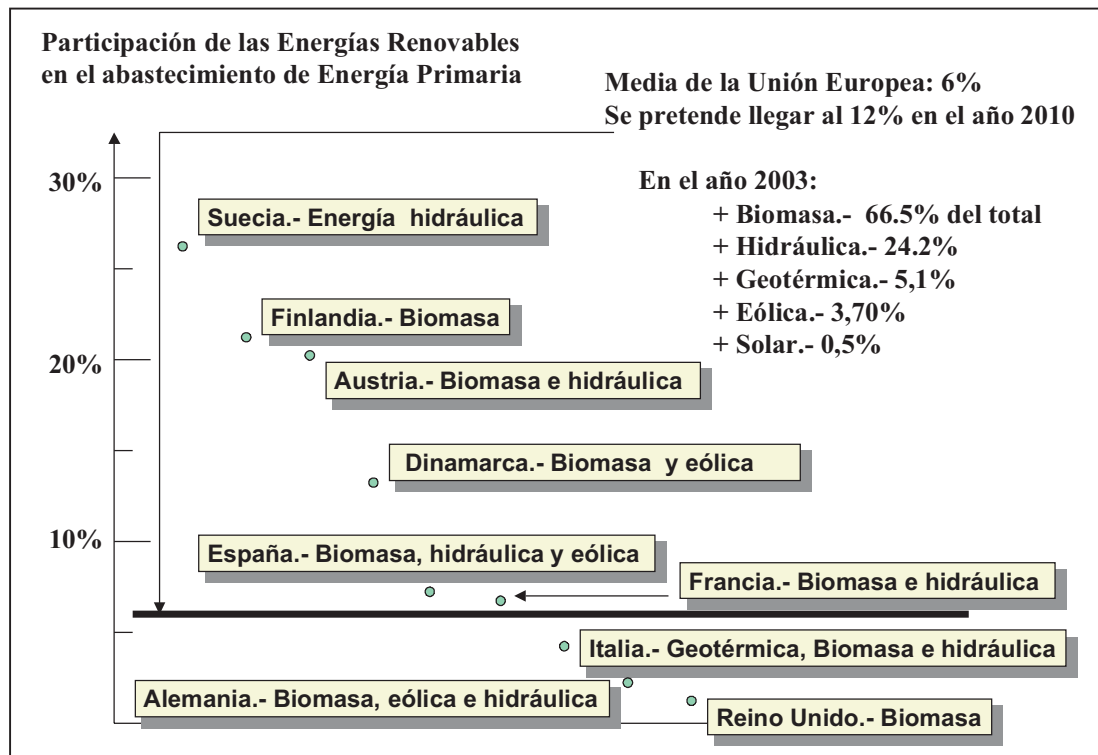 Participación de las Energías Renovables
en el abastecimiento de Energía Primaria
Media de la Unión Europea: 6%
Se pretende llegar al 12% en el año 2010
En el año 2003:
+ Biomasa.- 66.5% del total
+ Hidráulica.- 24.2%
+ Geotérmica.- 5,1%
+ Eólica.- 3,70%
+ Solar.- 0,5%
30%
Suecia.- Energía hidráulica
Finlandia.- Biomasa
20%
Austria.- Biomasa e hidráulica
Dinamarca.- Biomasa y eólica
10%
España.- Biomasa, hidráulica y eólica
Francia.- Biomasa e hidráulica
Italia.- Geotérmica, Biomasa e hidráulica
Alemania.- Biomasa, eólica e hidráulica
Reino Unido.- Biomasa